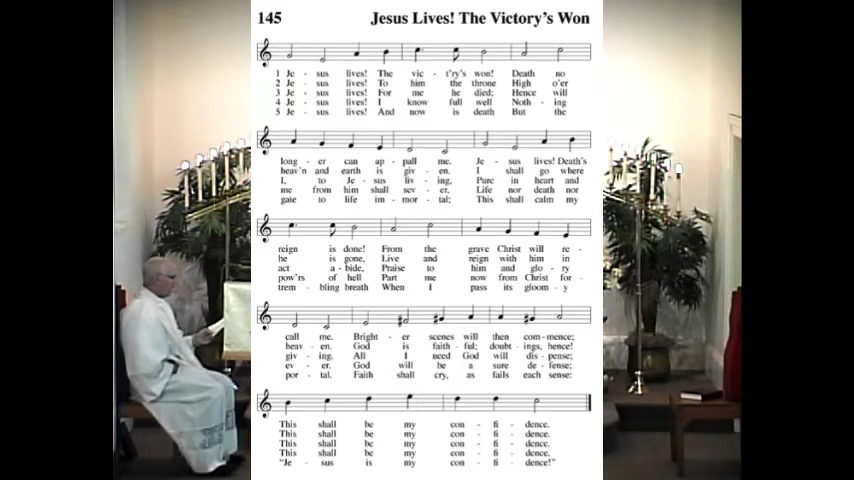 145 Jesus Lives! The Victory's Won
1 Je - sus lives! The vic - t'ry's won! Death no
2 Je - sus lives! To him the throne High o'er
3 Je - sus lives! For me he died; Hence will
4 Je - sus lives! I know full well Noth - ing
5 Je - sus lives! And now is death But the
long - er can ap - pall me. Je - sus lives! Death's
heav'n and earth is giv - en. I shall go where
I, to Je - sus liv - ing, Pure in heart and
me from him shall sev - er, Life nor death nor
gate to life im - mor - tal; This shall calm my
reign is done! From the grave Christ will re -
he is gone, Live and reign with him in
act a - bide, Praise to him and glo - ry
pow'rs of hell Part me now from Christ for -
trem - bling breath When I pass its gloom - y
call me. Bright - er scenes will then com - mence;
heav - en. God is faith - ful; doubt - ings, hence!
giv - ing. All I need God will dis - pense;
ev - er. God will be a sure de - fense;
por - tal. Faith shall cry, as fails each sense:
This shall be my con - fi - dence.
This shall be my con - fi - dence.
This shall be my con - fi - dence.
This shall be my con - fi - dence.
"Je - sus is my con - fi - dence!"